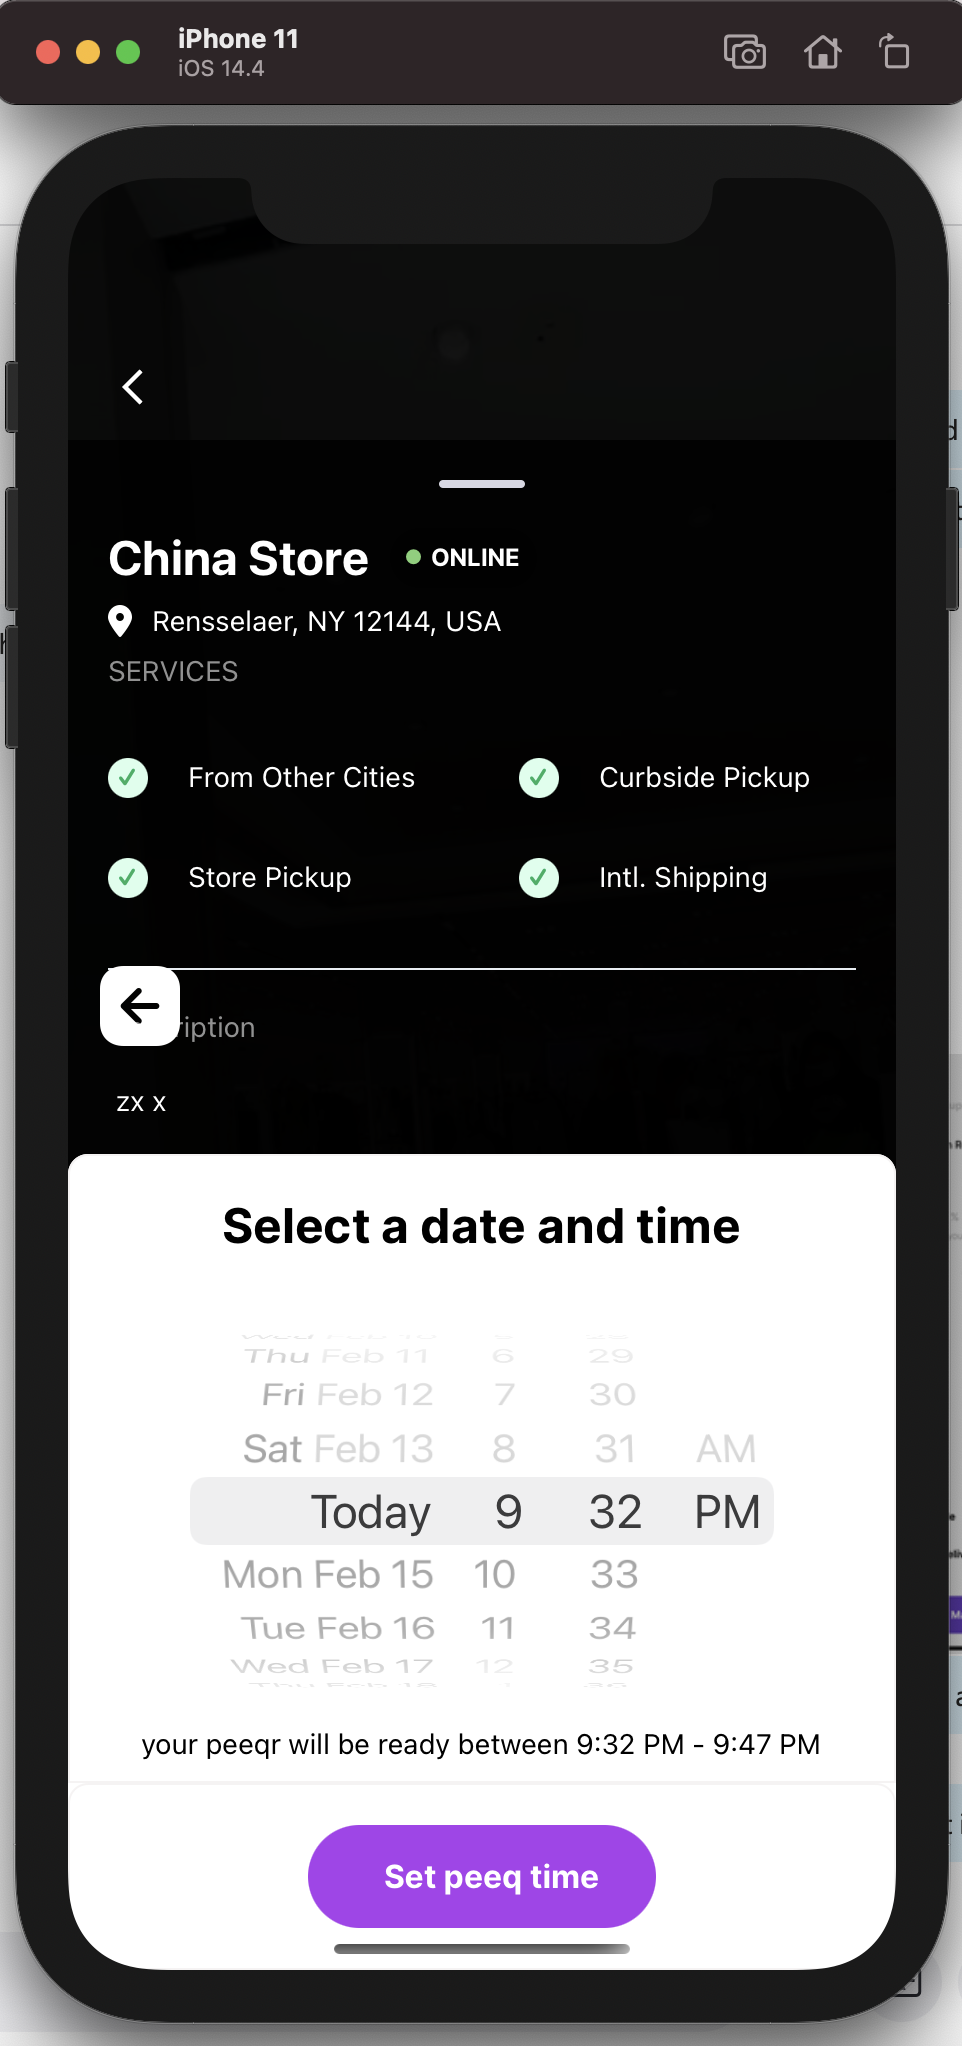 iPhone 11
iOS 14.4
China Store ONLINE
Rensselaer, NY 12144, USA
SERVICES
From Other Cities Curbside Pickup
Store Pickup Intl. Shipping
ription
zx x
Select a date and time
Thu Feb 11 6 29
Fri Feb 12 7 30
Sat Feb 13 8 31 AM
Today 9 32 PM
Mon Feb 15 10 33
Tue Feb 16 11 34
Wed Feb 17 12 35
your peeqr will be ready between 9:32 PM - 9:47 PM
Set peeq time